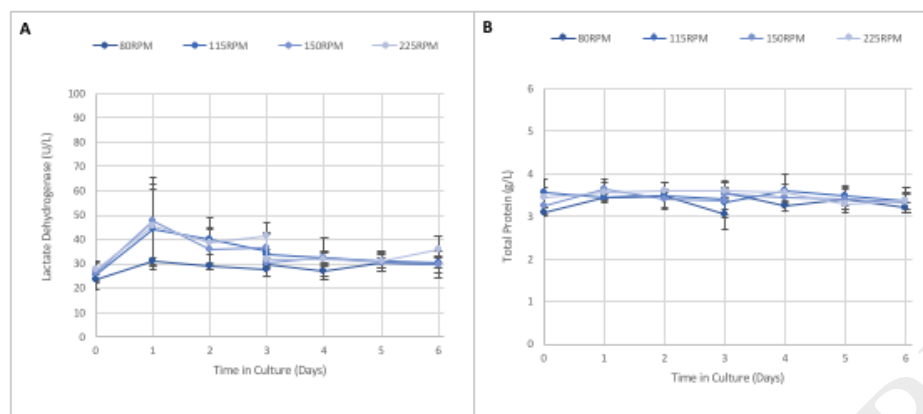 A
80RPM 115RPM 150RPM 225RPM
Lactate Dehydrogenase (U/L)
100
90
80
70
60
50
40
30
20
10
0
0 1 2 3 4 5 6
Time in Culture (Days)
B
80RPM 115RPM 150RPM 225RPM
Total Protein (g/L)
6
5
4
3
2
1
0
0 1 2 3 4 5 6
Time in Culture (Days)